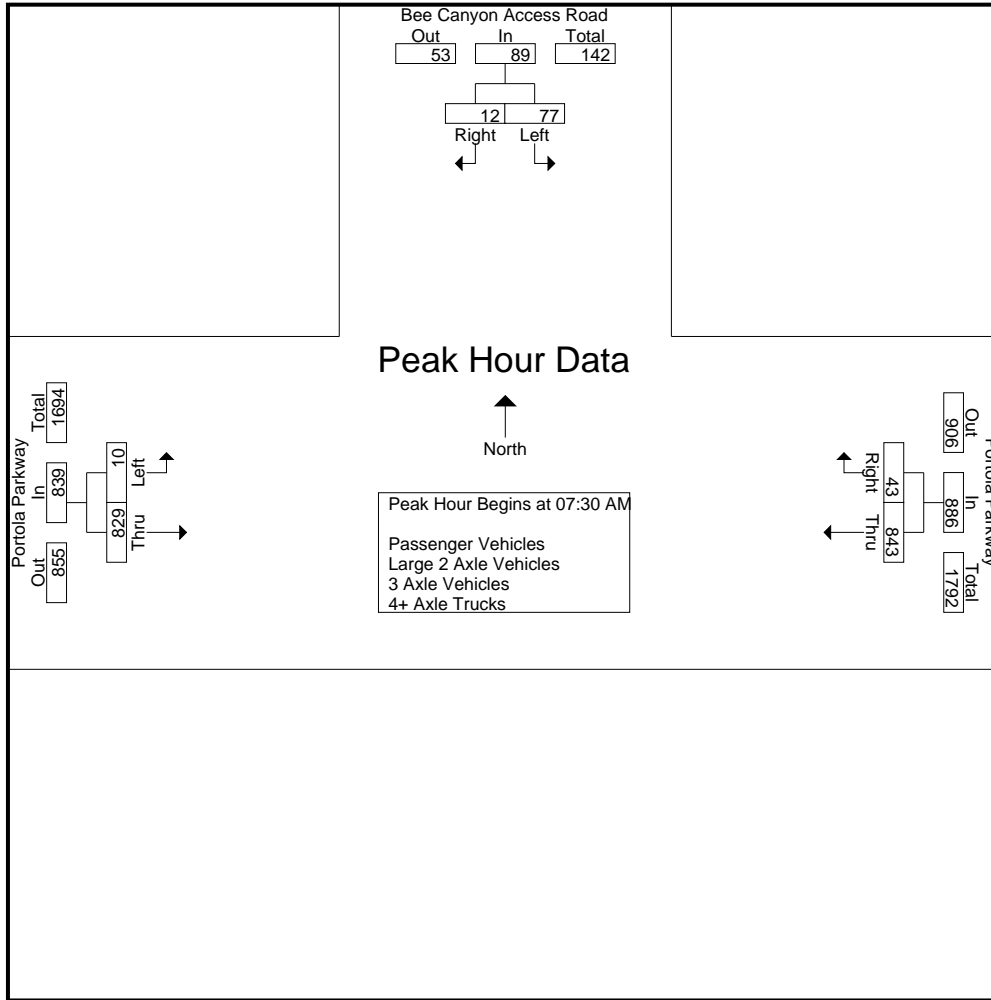 Bee Canyon Access Road
Out In Total
53 89 142
12 77
Right Left
Peak Hour Data
North
Peak Hour Begins at 07:30 AM
Passenger Vehicles
Large 2 Axle Vehicles
3 Axle Vehicles
4+ Axle Trucks
Portola Parkway
Out In Total
855 839 1694
829 10
Thru Left
Portola Parkway
Out In Total
906 886 1792
43 843
Right Thru